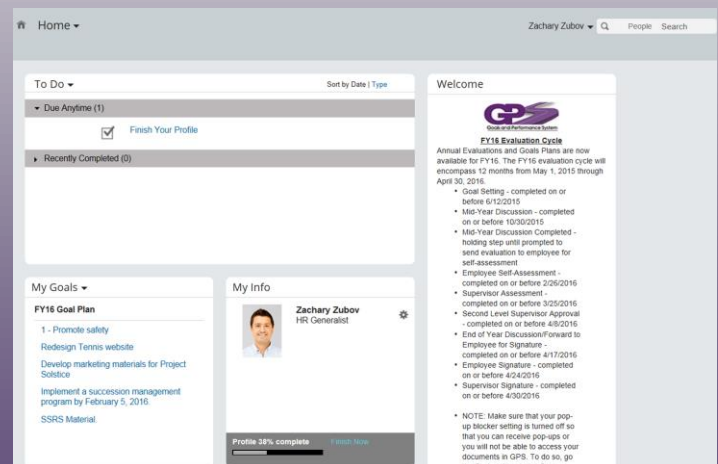 Home
Zachary Zubov
People Search
To Do
Sort by Date | Type
Due Anytime (1)
Finish Your Profile
Recently Completed (0)
My Goals
FY16 Goal Plan
1 - Promote safety
Redesign Tennis website
Develop marketing materials for Project
Solstice
Implement a succession management
program by February 5, 2016.
SSRS Material.
My Info
Zachary Zubov
HR Generalist
Profile 38% complete Finish Now
Welcome
GPS
Goals and Performance System
FY16 Evaluation Cycle
Annual Evaluations and Goals Plans are now
available for FY16. The FY16 evaluation cycle will
encompass 12 months from May 1, 2015 through
April 30, 2016.
• Goal Setting - completed on or
before 6/12/2015
• Mid-Year Discussion - completed
on or before 10/30/2015
• Mid-Year Discussion Completed -
holding step until prompted to
send evaluation to employee for
self-assessment
• Employee Self-Assessment -
completed on or before 2/26/2016
• Supervisor Assessment -
completed on or before 3/25/2016
• Second Level Supervisor Approval
- completed on or before 4/8/2016
• End of Year Discussion/Forward to
Employee for Signature -
completed on or before 4/17/2016
• Employee Signature - completed
on or before 4/24/2016
• Supervisor Signature - completed
on or before 4/30/2016
• NOTE: Make sure that your pop-
up blocker setting is turned off so
that you can receive pop-ups or
you will not be able to access your
documents in GPS. To do so, go